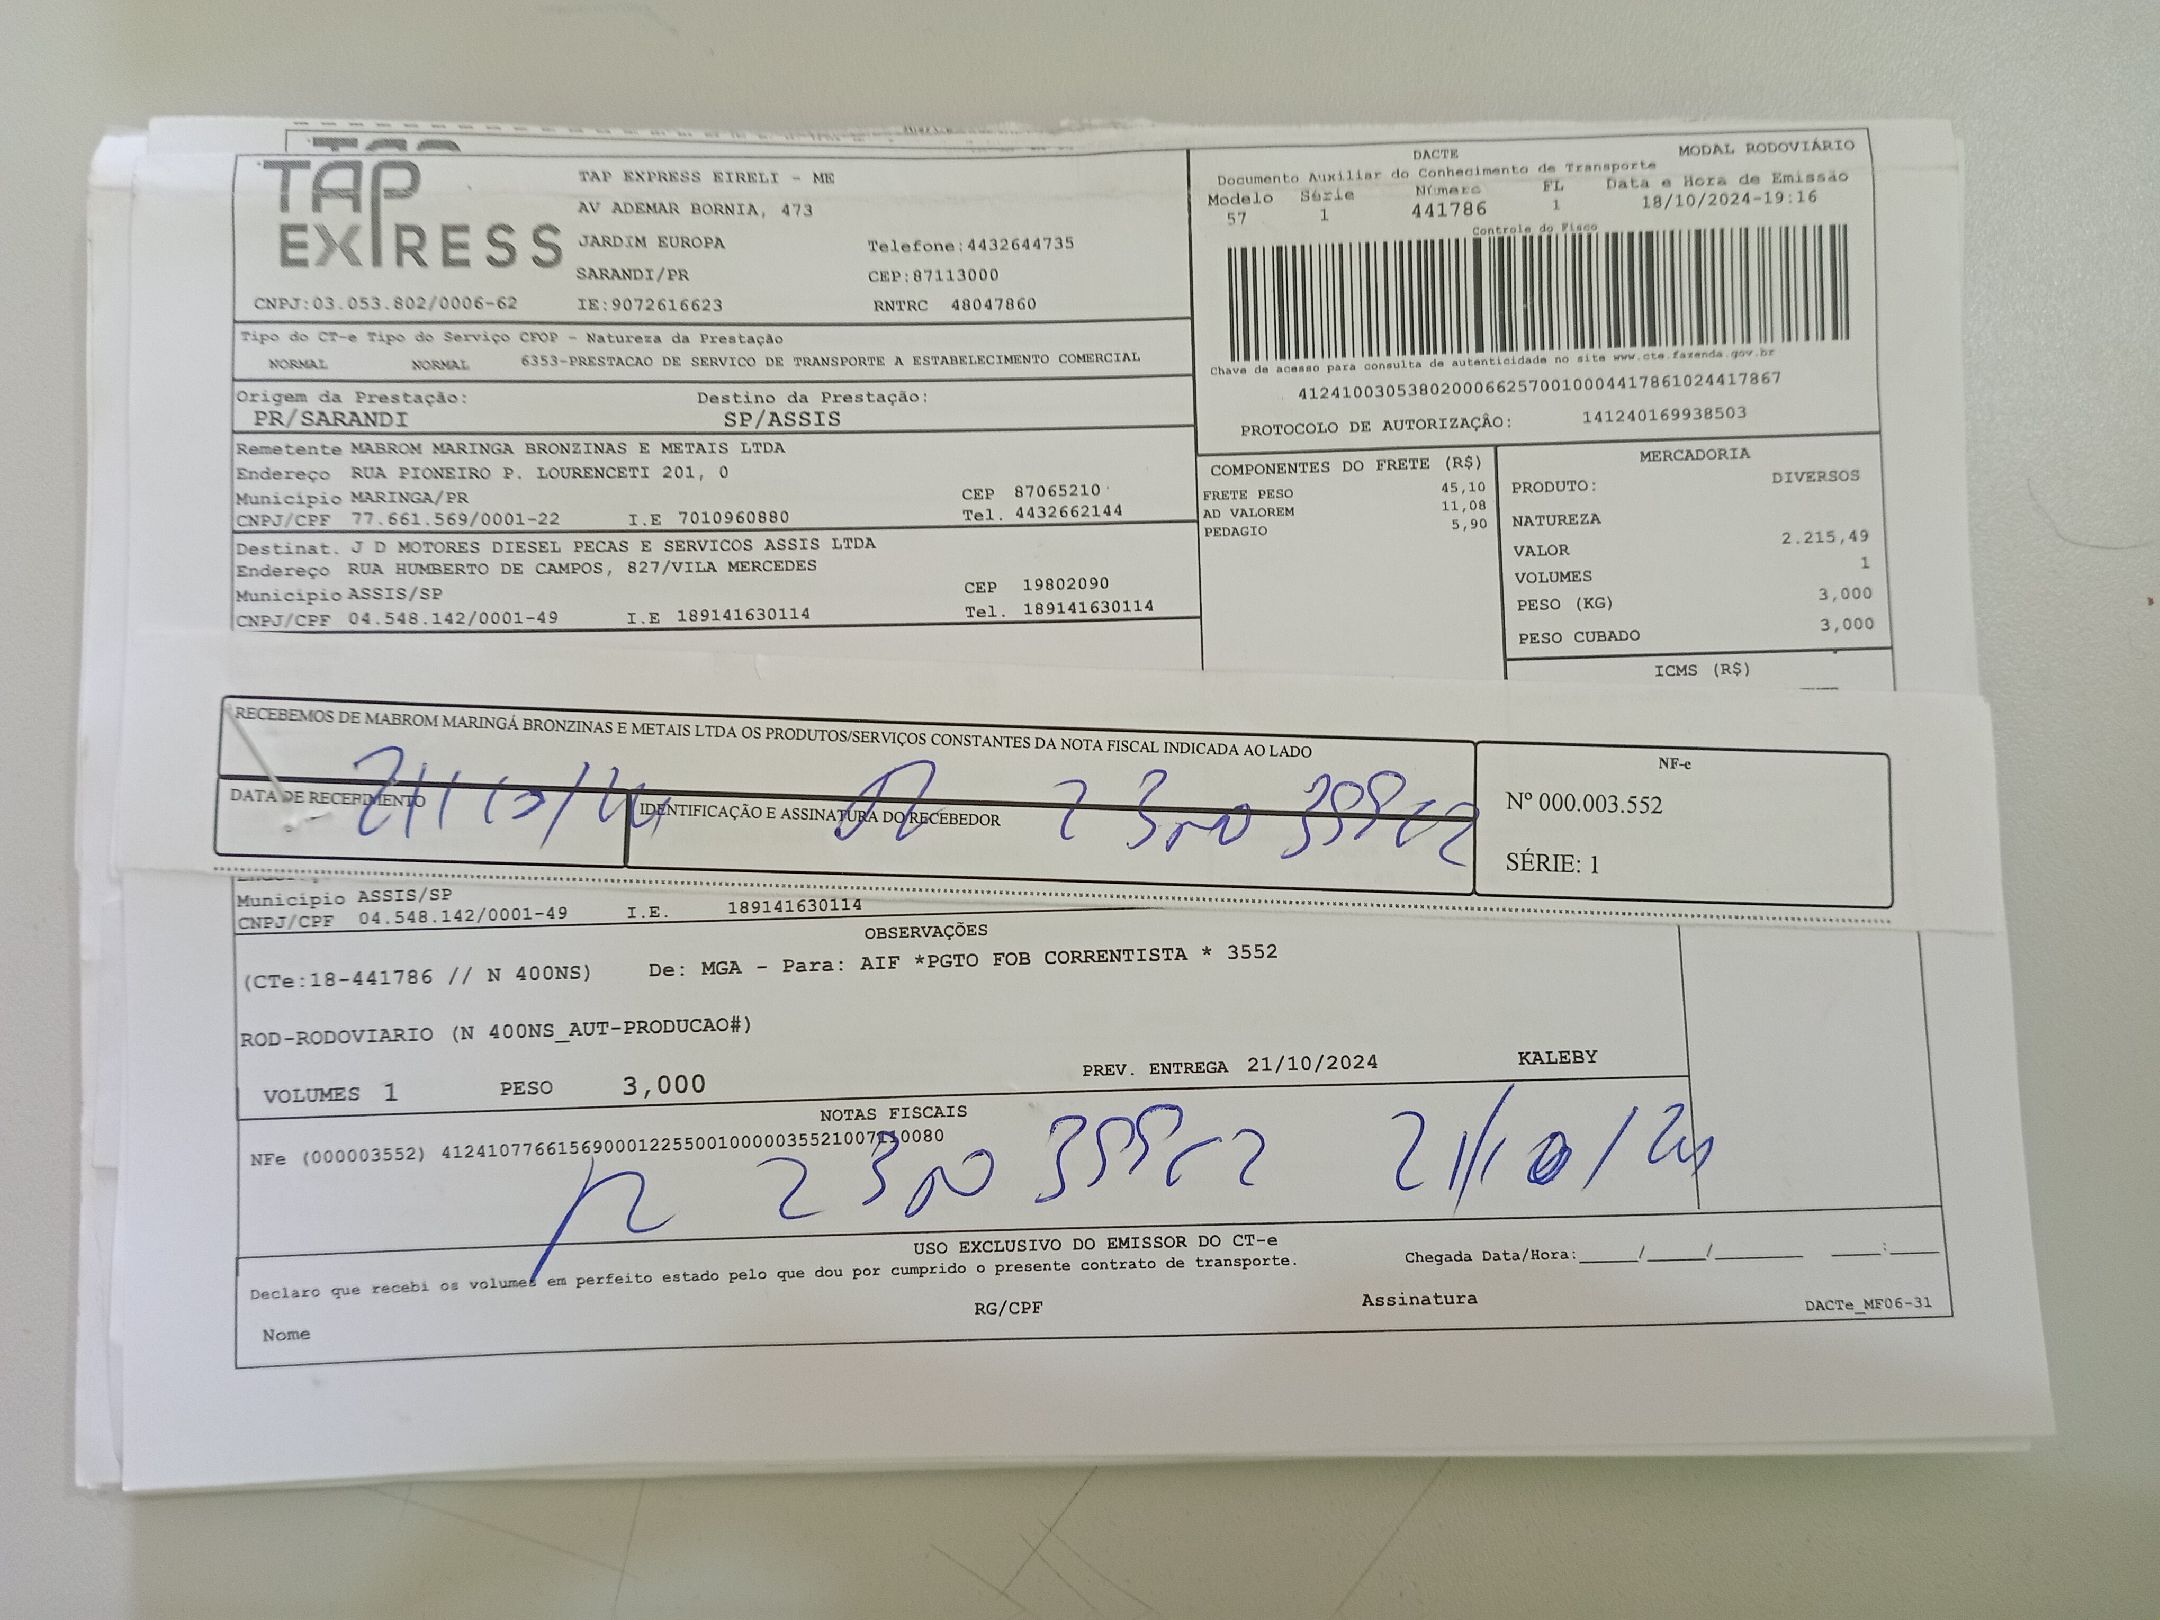 TAP EXPRESS
TAP EXPRESS EIRELI - ME
AV ADEMAR BORNIA, 473
JARDIM EUROPA Telefone:4432644735
SARANDI/PR CEP:87113000
CNPJ:03.053.802/0006-62 IE:9072616623 RNTRC 48047860
DACTE MODAL RODOVIÁRIO
Documento Auxiliar do Conhecimento de Transporte
Modelo Série Número FL Data e Hora de Emissão
57 1 441786 1 18/10/2024-19:16
Controle do Fisco
Chave de acesso para consulta de autenticidade no site www.cte.fazenda.gov.br
41241003053802000662570010004417861024417867
PROTOCOLO DE AUTORIZAÇÃO: 141240169938503
Tipo do CT-e Tipo do Serviço CFOP - Natureza da Prestação
NORMAL NORMAL 6353-PRESTACAO DE SERVICO DE TRANSPORTE A ESTABELECIMENTO COMERCIAL
Origem da Prestação: Destino da Prestação:
PR/SARANDI SP/ASSIS
Remetente MABROM MARINGA BRONZINAS E METAIS LTDA
Endereço RUA PIONEIRO P. LOURENCETI 201, 0
Município MARINGA/PR CEP 87065210
CNPJ/CPF 77.661.569/0001-22 I.E 7010960880 Tel. 4432662144
Destinat. J D MOTORES DIESEL PECAS E SERVICOS ASSIS LTDA
Endereço RUA HUMBERTO DE CAMPOS, 827/VILA MERCEDES
Município ASSIS/SP CEP 19802090
CNPJ/CPF 04.548.142/0001-49 I.E 189141630114 Tel. 189141630114
COMPONENTES DO FRETE (R$)
FRETE PESO 45,10
AD VALOREM 11,08
PEDAGIO 5,90
MERCADORIA
PRODUTO: DIVERSOS
NATUREZA
VALOR 2.215,49
VOLUMES 1
PESO (KG) 3,000
PESO CUBADO 3,000
ICMS (R$)
RECEBEMOS DE MABROM MARINGÁ BRONZINAS E METAIS LTDA OS PRODUTOS/SERVIÇOS CONSTANTES DA NOTA FISCAL INDICADA AO LADO
DATA DE RECEBIMENTO IDENTIFICAÇÃO E ASSINATURA DO RECEBEDOR
21/10/24
NF-e
Nº 000.003.552
SÉRIE: 1
Município ASSIS/SP
CNPJ/CPF 04.548.142/0001-49 I.E. 189141630114
OBSERVAÇÕES
(CTe:18-441786 // N 400NS) De: MGA - Para: AIF *PGTO FOB CORRENTISTA * 3552
ROD-RODOVIARIO (N 400NS_AUT-PRODUCAO#)
VOLUMES 1 PESO 3,000 PREV. ENTREGA 21/10/2024 KALEBY
NOTAS FISCAIS
NFe (000003552)
21/10/24
USO EXCLUSIVO DO EMISSOR DO CT-e
Declaro que recebi os volumes em perfeito estado pelo que dou por cumprido o presente contrato de transporte. Chegada Data/Hora:_____/_____/_______ ____:____
Nome RG/CPF Assinatura DACTe_MF06-31